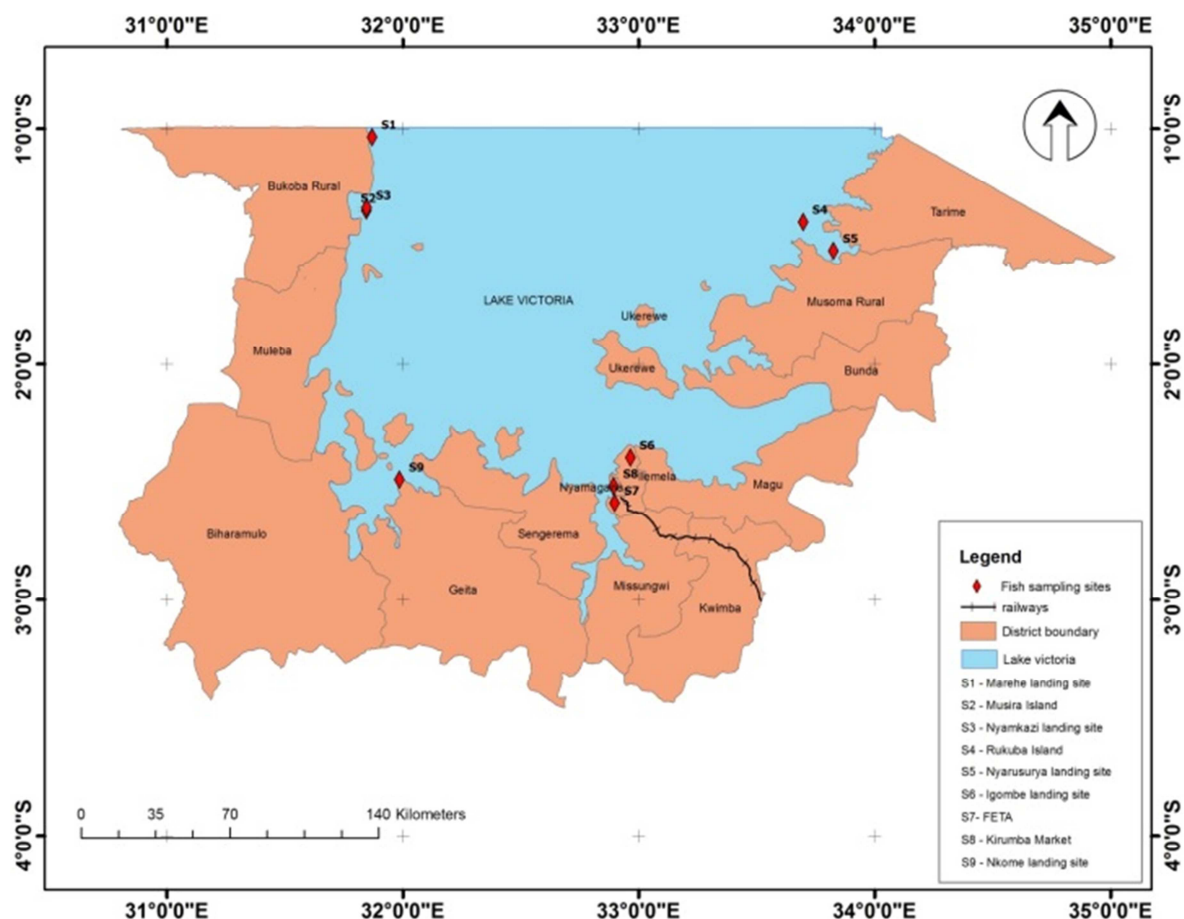 31°0'0"E 32°0'0"E 33°0'0"E 34°0'0"E 35°0'0"E
1°0'0"S 1°0'0"S
S1
Bukoba Rural
S2 S3
S4
Tarime
S5
LAKE VICTORIA
Musoma Rural
Ukerewe
Muleba
Ukerewe
Bunda
2°0'0"S 2°0'0"S
S6
S9
S8
Magu
S7
Biharamulo
Sengerema
Geita
Missungwi
Kwimba
3°0'0"S 3°0'0"S
Legend
Fish sampling sites
railways
District boundary
Lake victoria
S1 - Marehe landing site
S2 - Musira Island
S3 - Nyamkazi landing site
S4 - Rukuba Island
S5 - Nyarusurya landing site
S6 - Igombe landing site
S7- FETA
S8 - Kirumba Market
S9 - Nkome landing site
0 35 70 140 Kilometers
4°0'0"S 4°0'0"S
31°0'0"E 32°0'0"E 33°0'0"E 34°0'0"E 35°0'0"E